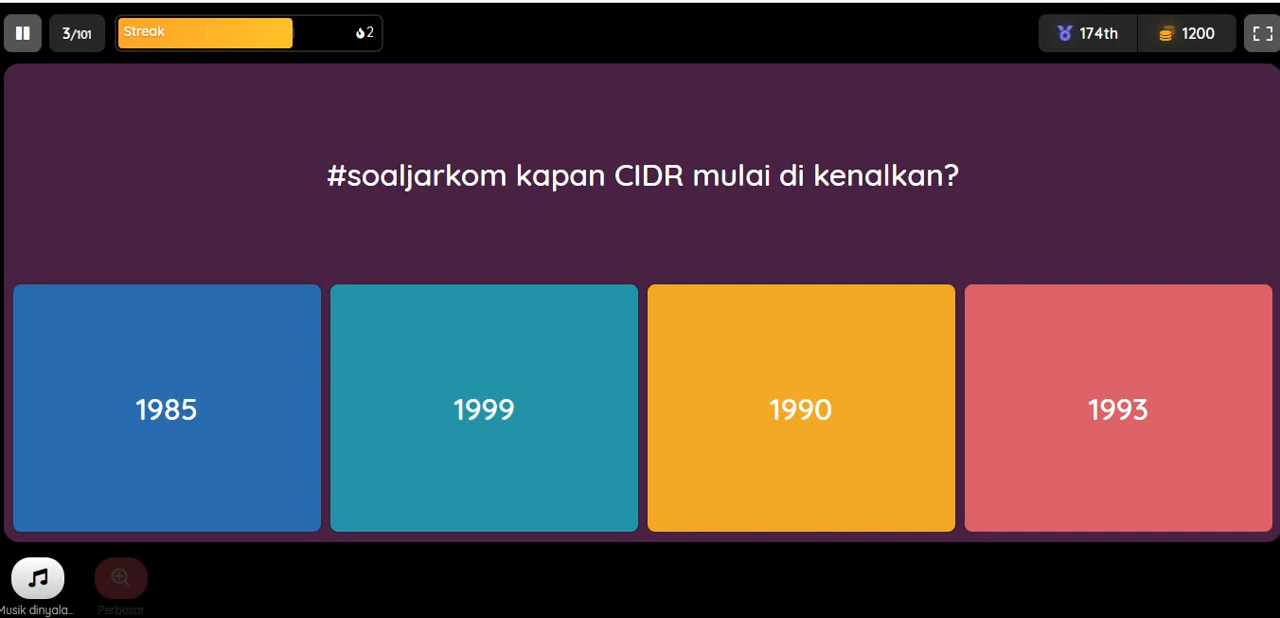 3/101
Streak
2
174th
1200
#soaljarkom kapan CIDR mulai di kenalkan?
1985
1999
1990
1993
Musik dinyala...
Perbesar